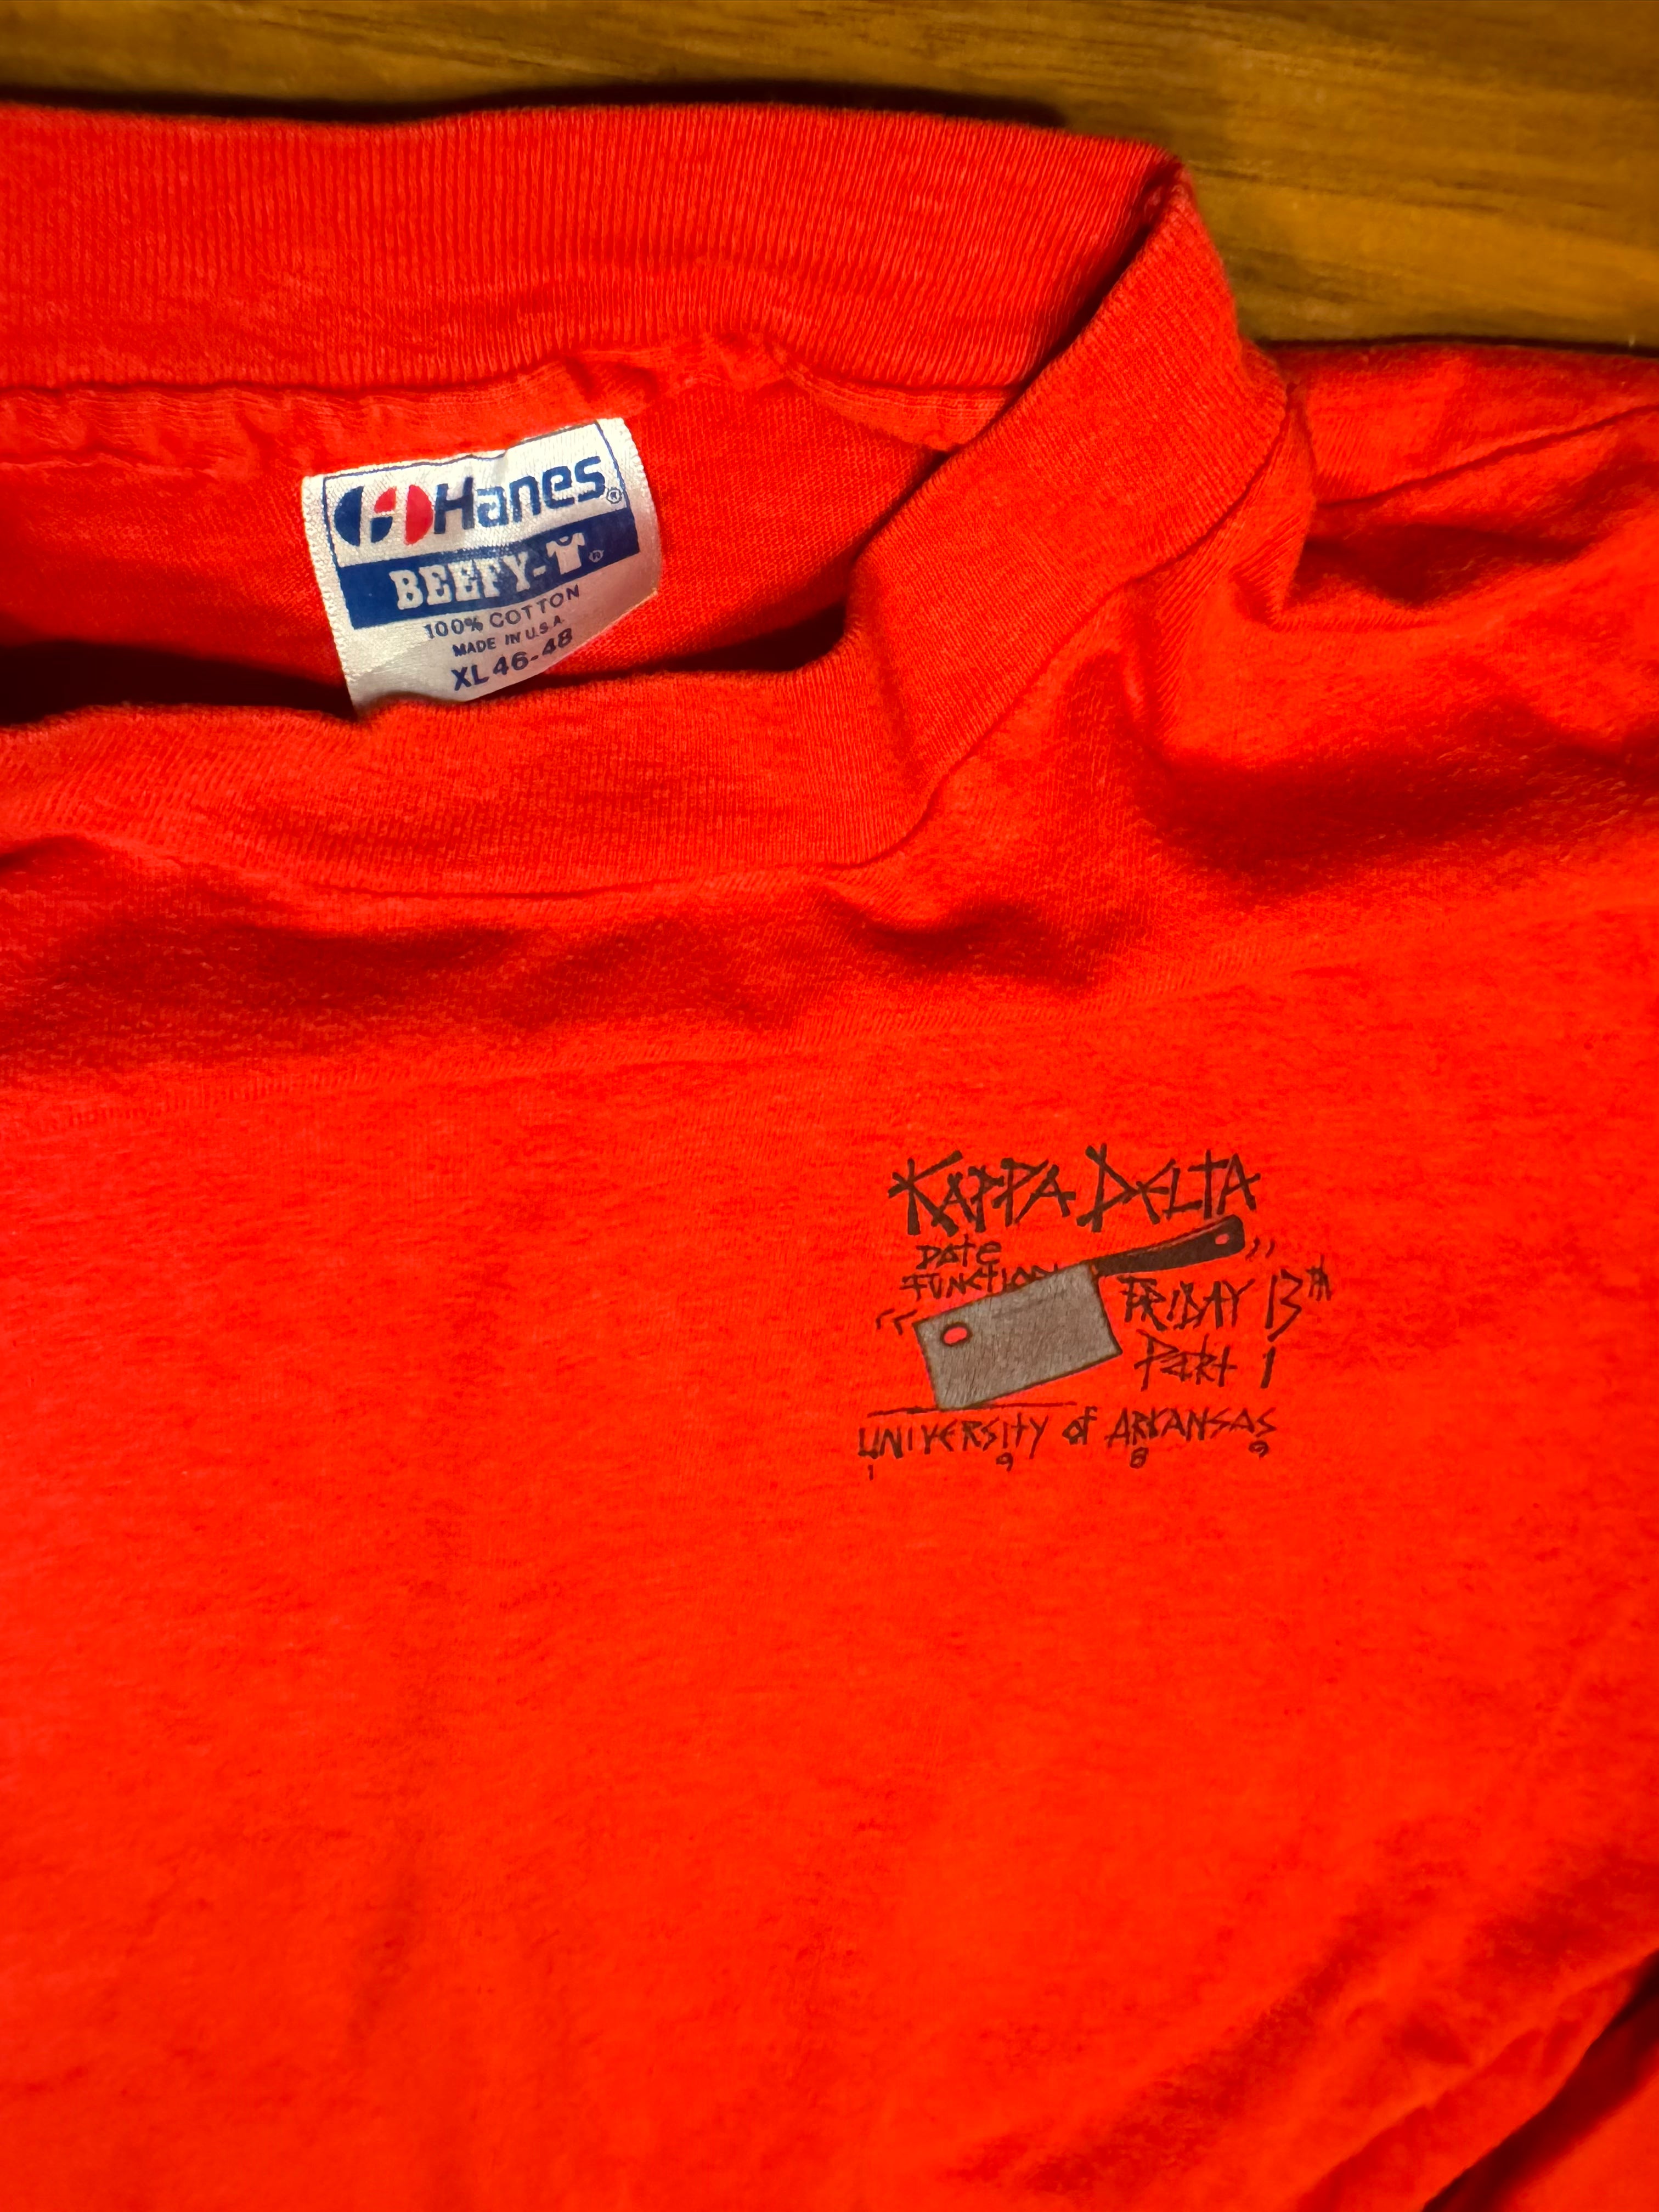 Hanes®
BEEFY-T®
100% COTTON
MADE IN U.S.A.
XL 46-48
KAPPA DELTA
Date
FUNCTION
FRIDAY 13th
Part 1
UNIVERSITY of ARKANSAS
1 9 8 9